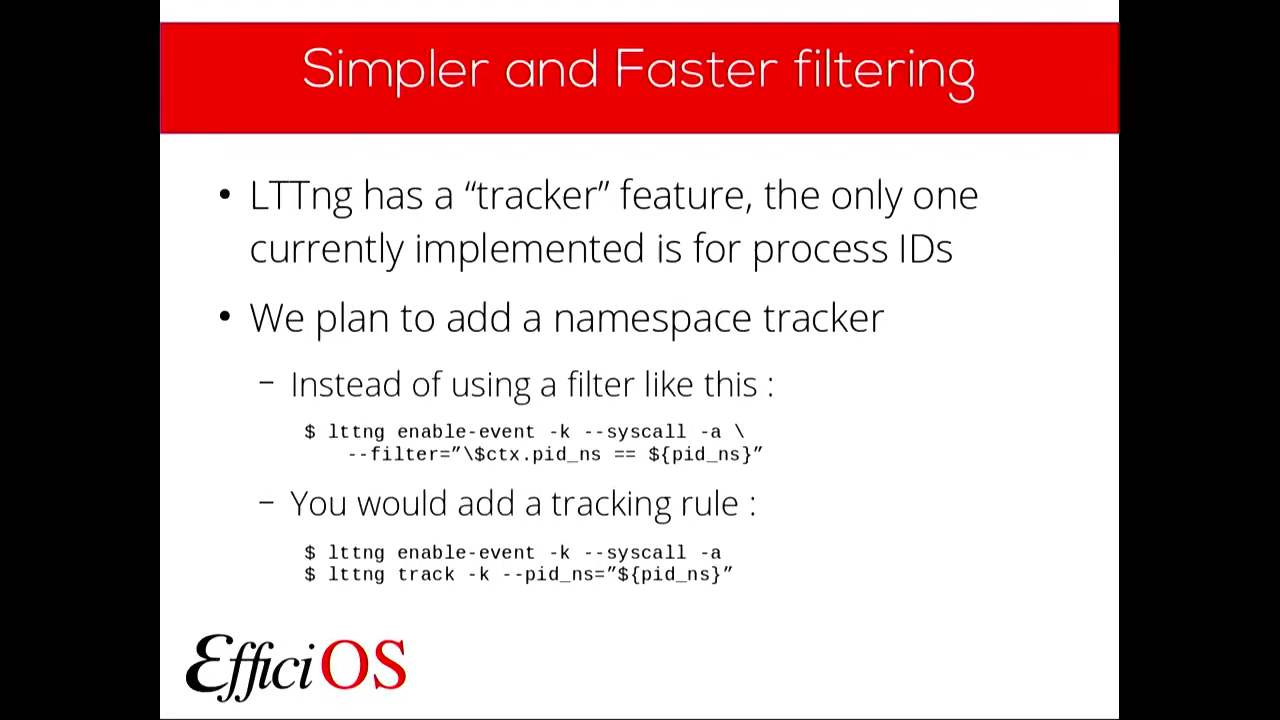 Simpler and Faster filtering
• LTTng has a “tracker” feature, the only one
currently implemented is for process IDs
• We plan to add a namespace tracker
– Instead of using a filter like this :
$ lttng enable-event -k --syscall -a \
--filter=”\$ctx.pid_ns == ${pid_ns}”
– You would add a tracking rule :
$ lttng enable-event -k --syscall -a
$ lttng track -k --pid_ns=”${pid_ns}”
EfficiOS